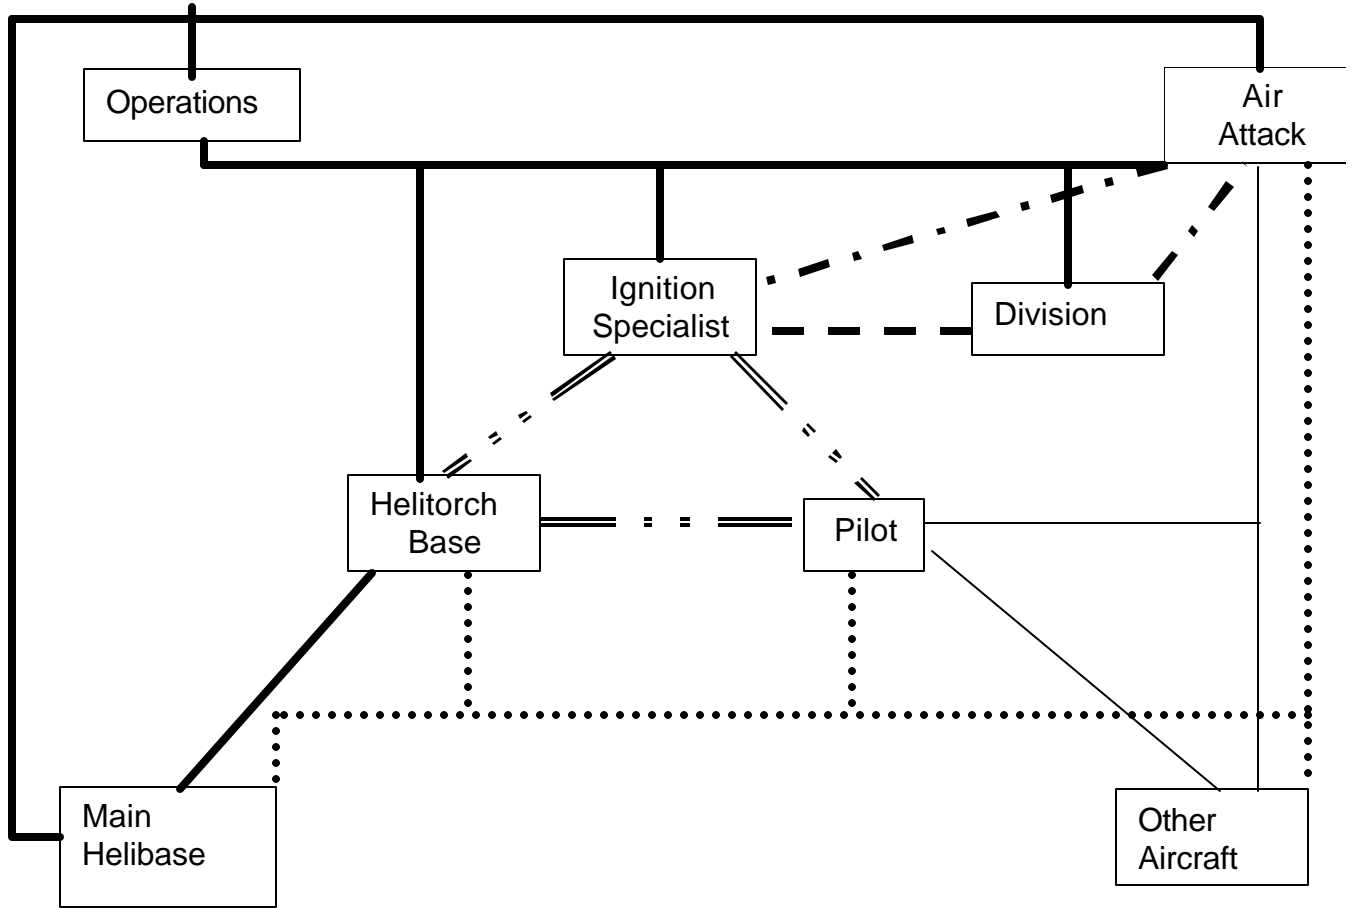 Operations
Air
Attack
Ignition
Specialist
Division
Helitorch
Base
Pilot
Main
Helibase
Other
Aircraft